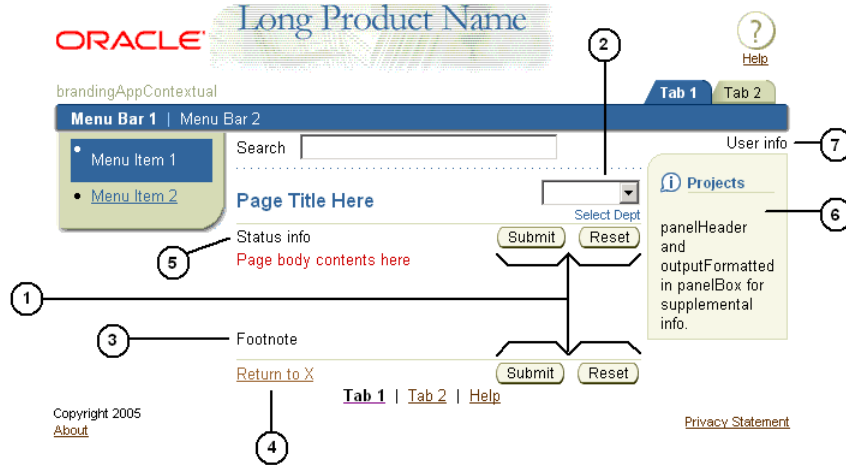 Long Product Name
ORACLE
2
?
Help
brandingAppContextual
Tab 1
Tab 2
Menu Bar 1 | Menu Bar 2
Menu Item 1
Menu Item 2
Search
User info
7
Page Title Here
Select Dept
i Projects
6
panelHeader
and
outputFormatted
in panelBox for
supplemental
info.
5
Status info
Submit
Reset
Page body contents here
1
3
Footnote
Return to X
Submit
Reset
4
Tab 1 | Tab 2 | Help
Copyright 2005
About
Privacy Statement